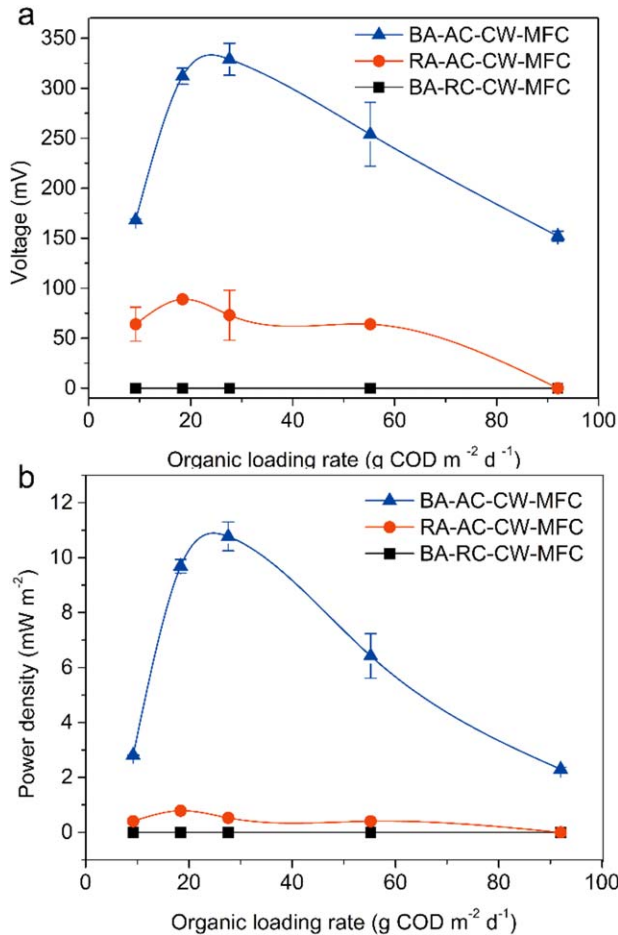 a
BA-AC-CW-MFC
RA-AC-CW-MFC
BA-RC-CW-MFC
350
300
250
200
150
100
50
0
Voltage (mV)
0 20 40 60 80 100
Organic loading rate (g COD m⁻² d⁻¹)
b
BA-AC-CW-MFC
RA-AC-CW-MFC
BA-RC-CW-MFC
12
10
8
6
4
2
0
Power density (mW m⁻²)
0 20 40 60 80 100
Organic loading rate (g COD m⁻² d⁻¹)